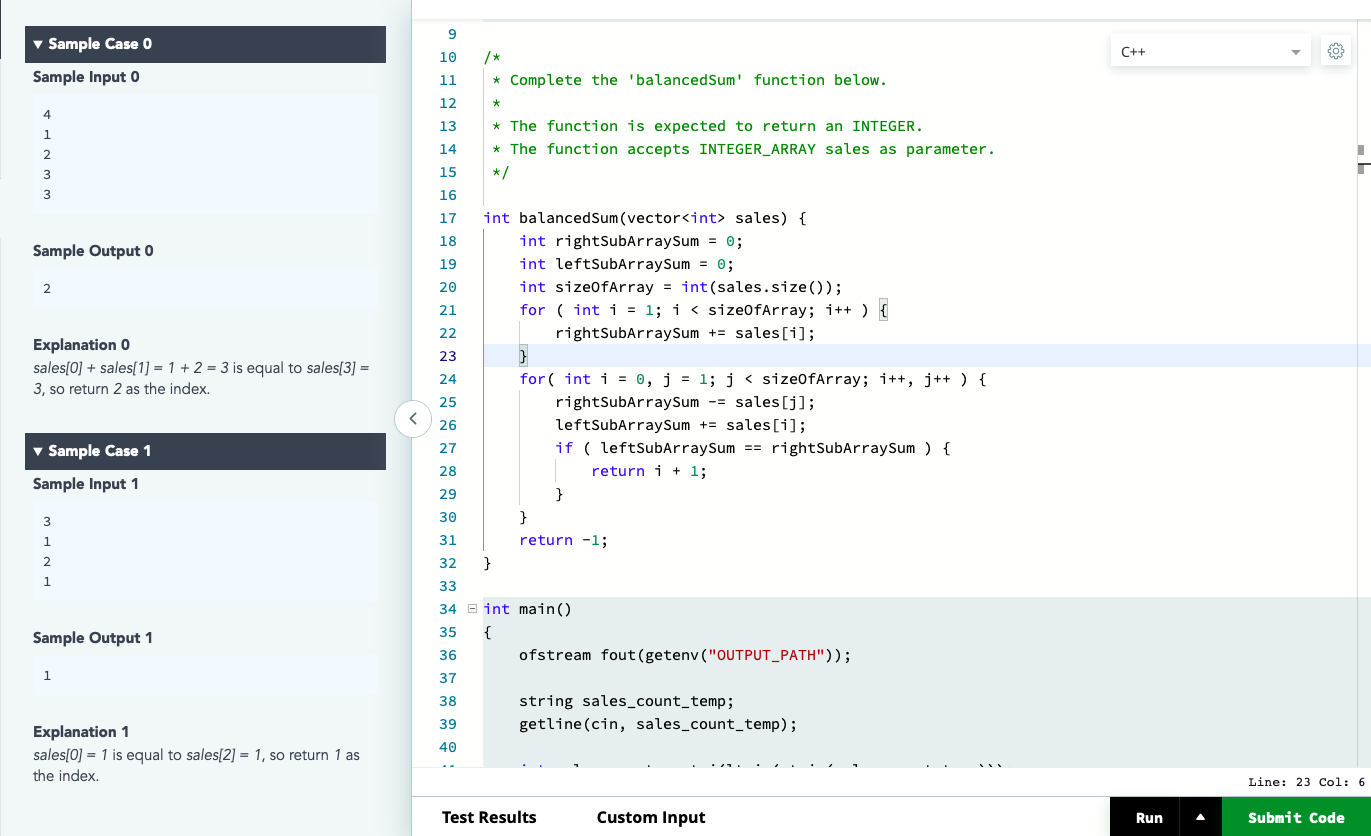 ▼ Sample Case 0
Sample Input 0
4
1
2
3
3
Sample Output 0
2
Explanation 0
sales[0] + sales[1] = 1 + 2 = 3 is equal to sales[3] =
3, so return 2 as the index.
▼ Sample Case 1
Sample Input 1
3
1
2
1
Sample Output 1
1
Explanation 1
sales[0] = 1 is equal to sales[2] = 1, so return 1 as
the index.
C++
9
10 /*
11  * Complete the 'balancedSum' function below.
12  *
13  * The function is expected to return an INTEGER.
14  * The function accepts INTEGER_ARRAY sales as parameter.
15  */
16
17 int balancedSum(vector<int> sales) {
18     int rightSubArraySum = 0;
19     int leftSubArraySum = 0;
20     int sizeOfArray = int(sales.size());
21     for ( int i = 1; i < sizeOfArray; i++ ) {
22         rightSubArraySum += sales[i];
23     }
24     for( int i = 0, j = 1; j < sizeOfArray; i++, j++ ) {
25         rightSubArraySum -= sales[j];
26         leftSubArraySum += sales[i];
27         if ( leftSubArraySum == rightSubArraySum ) {
28             return i + 1;
29         }
30     }
31     return -1;
32 }
33
34 int main()
35 {
36     ofstream fout(getenv("OUTPUT_PATH"));
37
38     string sales_count_temp;
39     getline(cin, sales_count_temp);
40
Line: 23 Col: 6
Test Results
Custom Input
Run
Submit Code